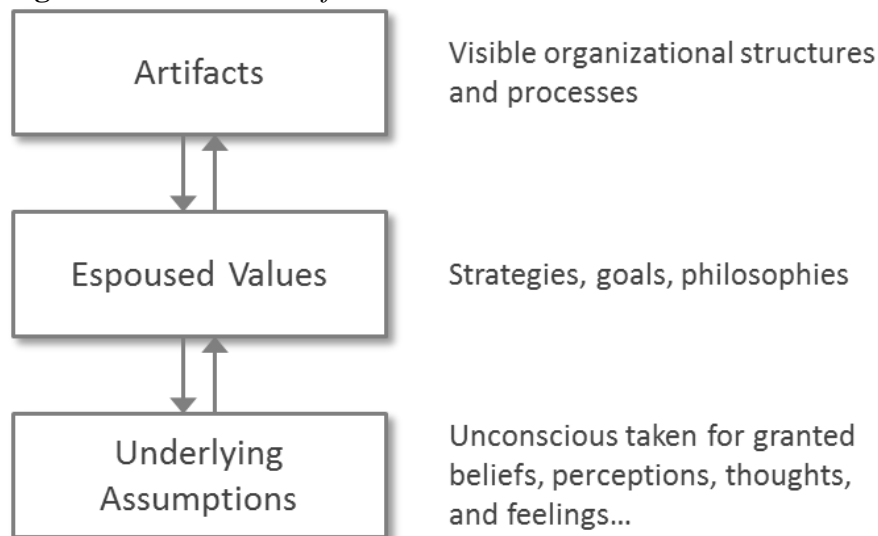 Artifacts
Visible organizational structures
and processes
Espoused Values
Strategies, goals, philosophies
Underlying
Assumptions
Unconscious taken for granted
beliefs, perceptions, thoughts,
and feelings...